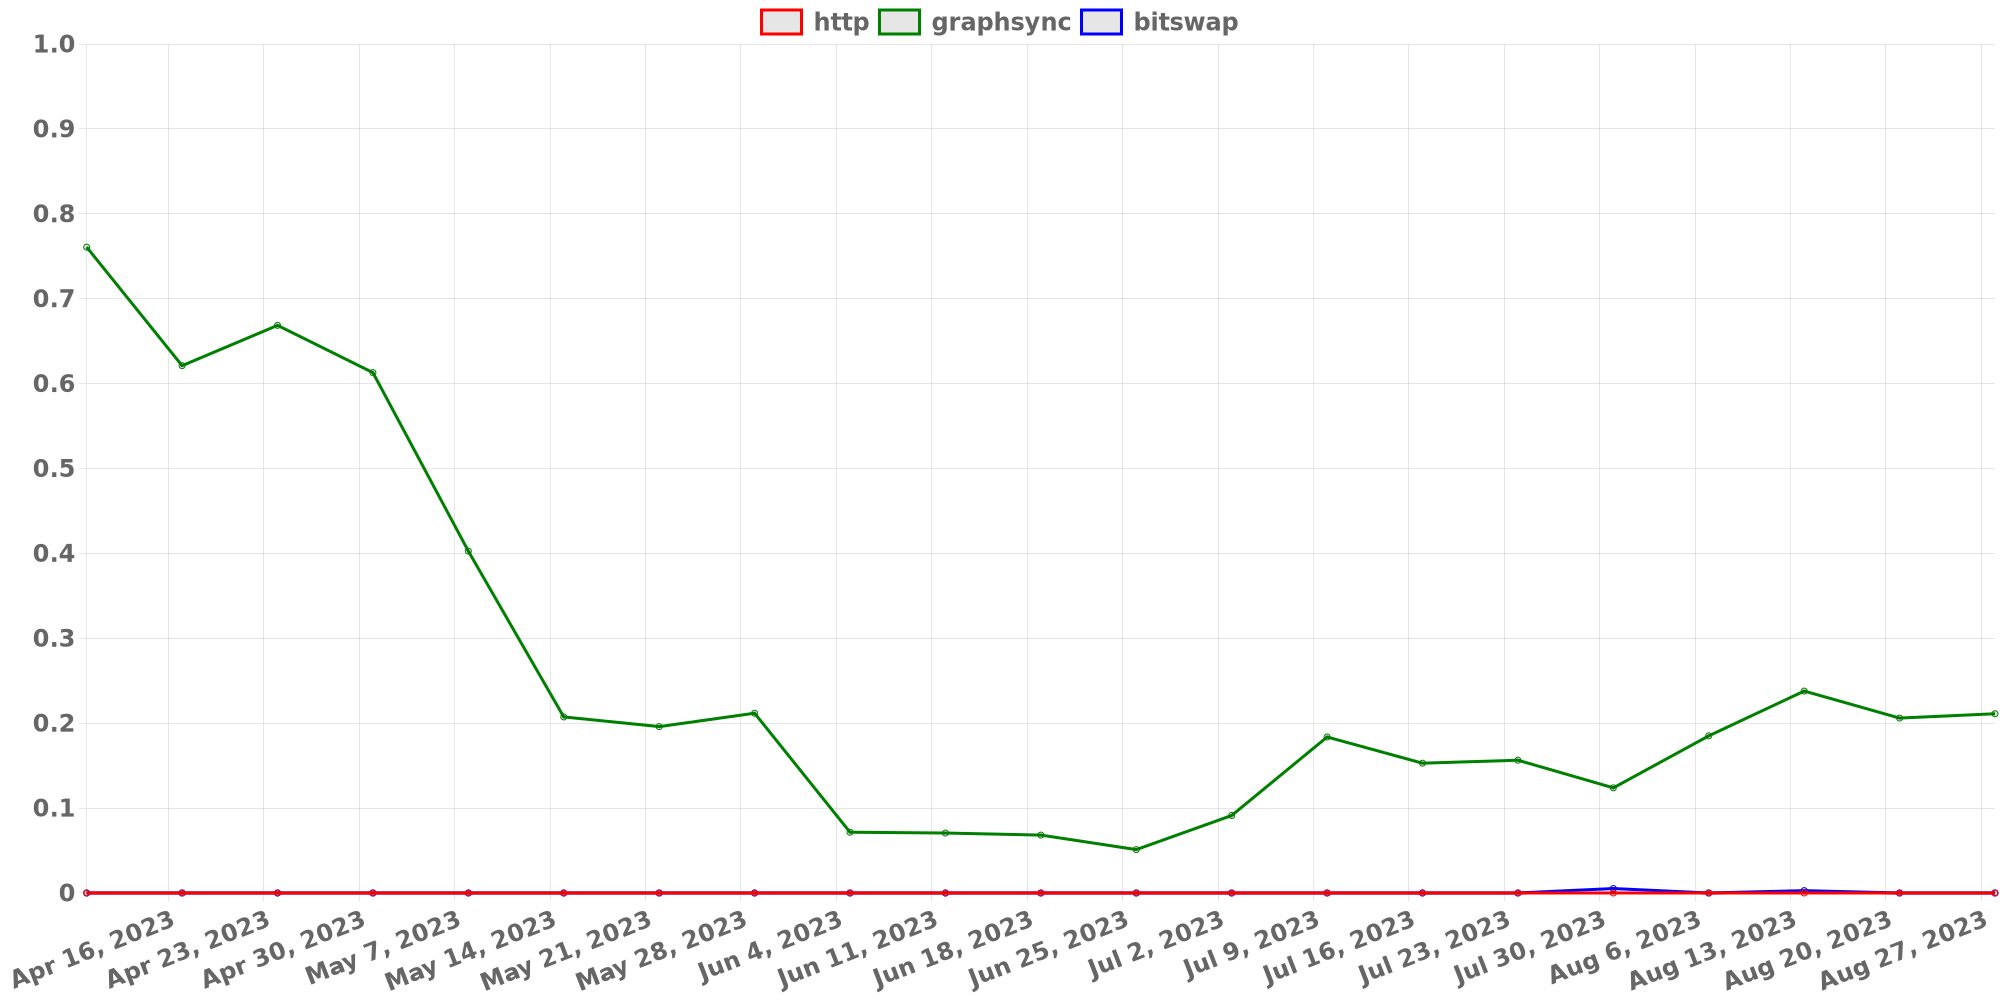 http graphsync bitswap
1.0
0.9
0.8
0.7
0.6
0.5
0.4
0.3
0.2
0.1
0
Apr 16, 2023
Apr 23, 2023
Apr 30, 2023
May 7, 2023
May 14, 2023
May 21, 2023
May 28, 2023
Jun 4, 2023
Jun 11, 2023
Jun 18, 2023
Jun 25, 2023
Jul 2, 2023
Jul 9, 2023
Jul 16, 2023
Jul 23, 2023
Jul 30, 2023
Aug 6, 2023
Aug 13, 2023
Aug 20, 2023
Aug 27, 2023